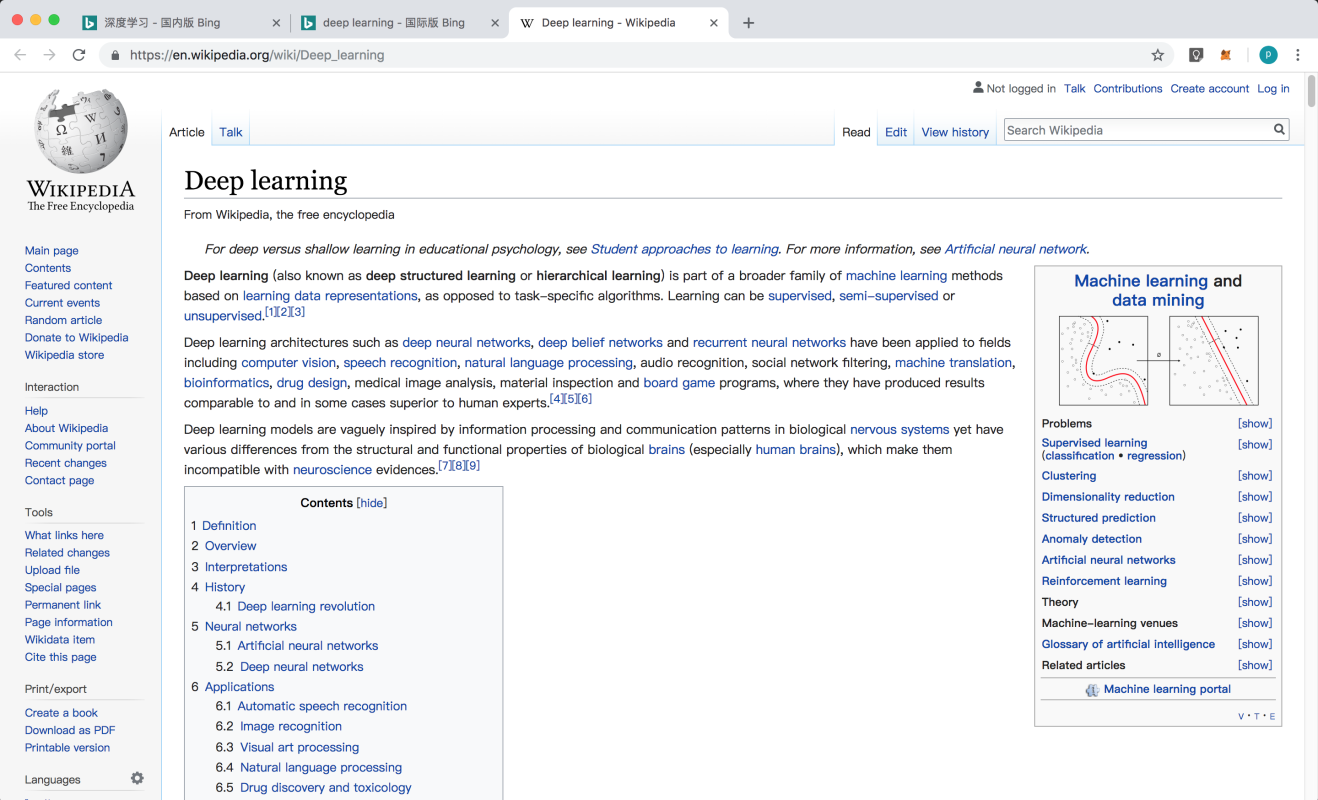 深度学习 - 国内版 Bing
deep learning - 国际版 Bing
Deep learning - Wikipedia
https://en.wikipedia.org/wiki/Deep_learning
P
Not logged in Talk Contributions Create account Log in
Article Talk
Read Edit View history
Search Wikipedia
Ω W И 維 7
WIKIPEDIA
The Free Encyclopedia
Main page
Contents
Featured content
Current events
Random article
Donate to Wikipedia
Wikipedia store
Interaction
Help
About Wikipedia
Community portal
Recent changes
Contact page
Tools
What links here
Related changes
Upload file
Special pages
Permanent link
Page information
Wikidata item
Cite this page
Print/export
Create a book
Download as PDF
Printable version
Languages
Deep learning
From Wikipedia, the free encyclopedia
For deep versus shallow learning in educational psychology, see Student approaches to learning. For more information, see Artificial neural network.
Deep learning (also known as deep structured learning or hierarchical learning) is part of a broader family of machine learning methods
based on learning data representations, as opposed to task-specific algorithms. Learning can be supervised, semi-supervised or
unsupervised.[1][2][3]
Deep learning architectures such as deep neural networks, deep belief networks and recurrent neural networks have been applied to fields
including computer vision, speech recognition, natural language processing, audio recognition, social network filtering, machine translation,
bioinformatics, drug design, medical image analysis, material inspection and board game programs, where they have produced results
comparable to and in some cases superior to human experts.[4][5][6]
Deep learning models are vaguely inspired by information processing and communication patterns in biological nervous systems yet have
various differences from the structural and functional properties of biological brains (especially human brains), which make them
incompatible with neuroscience evidences.[7][8][9]
Contents [hide]
1 Definition
2 Overview
3 Interpretations
4 History
4.1 Deep learning revolution
5 Neural networks
5.1 Artificial neural networks
5.2 Deep neural networks
6 Applications
6.1 Automatic speech recognition
6.2 Image recognition
6.3 Visual art processing
6.4 Natural language processing
6.5 Drug discovery and toxicology
Machine learning and
data mining
ø
Problems [show]
Supervised learning [show]
(classification • regression)
Clustering [show]
Dimensionality reduction [show]
Structured prediction [show]
Anomaly detection [show]
Artificial neural networks [show]
Reinforcement learning [show]
Theory [show]
Machine-learning venues [show]
Glossary of artificial intelligence [show]
Related articles [show]
Machine learning portal
V • T • E